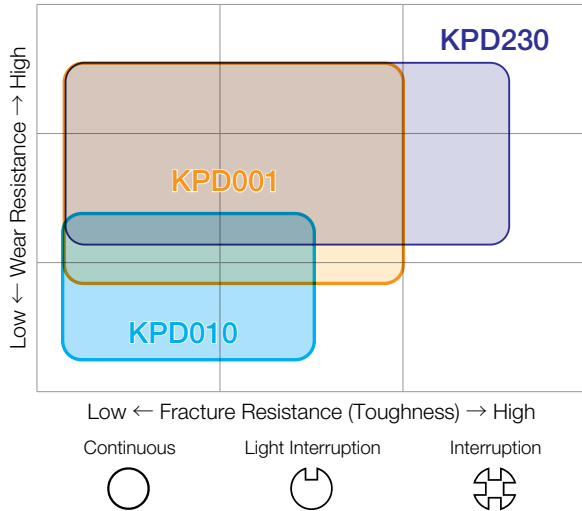 KPD230
Low ← Wear Resistance → High
KPD001
KPD010
Low ← Fracture Resistance (Toughness) → High
Continuous
Light Interruption
Interruption